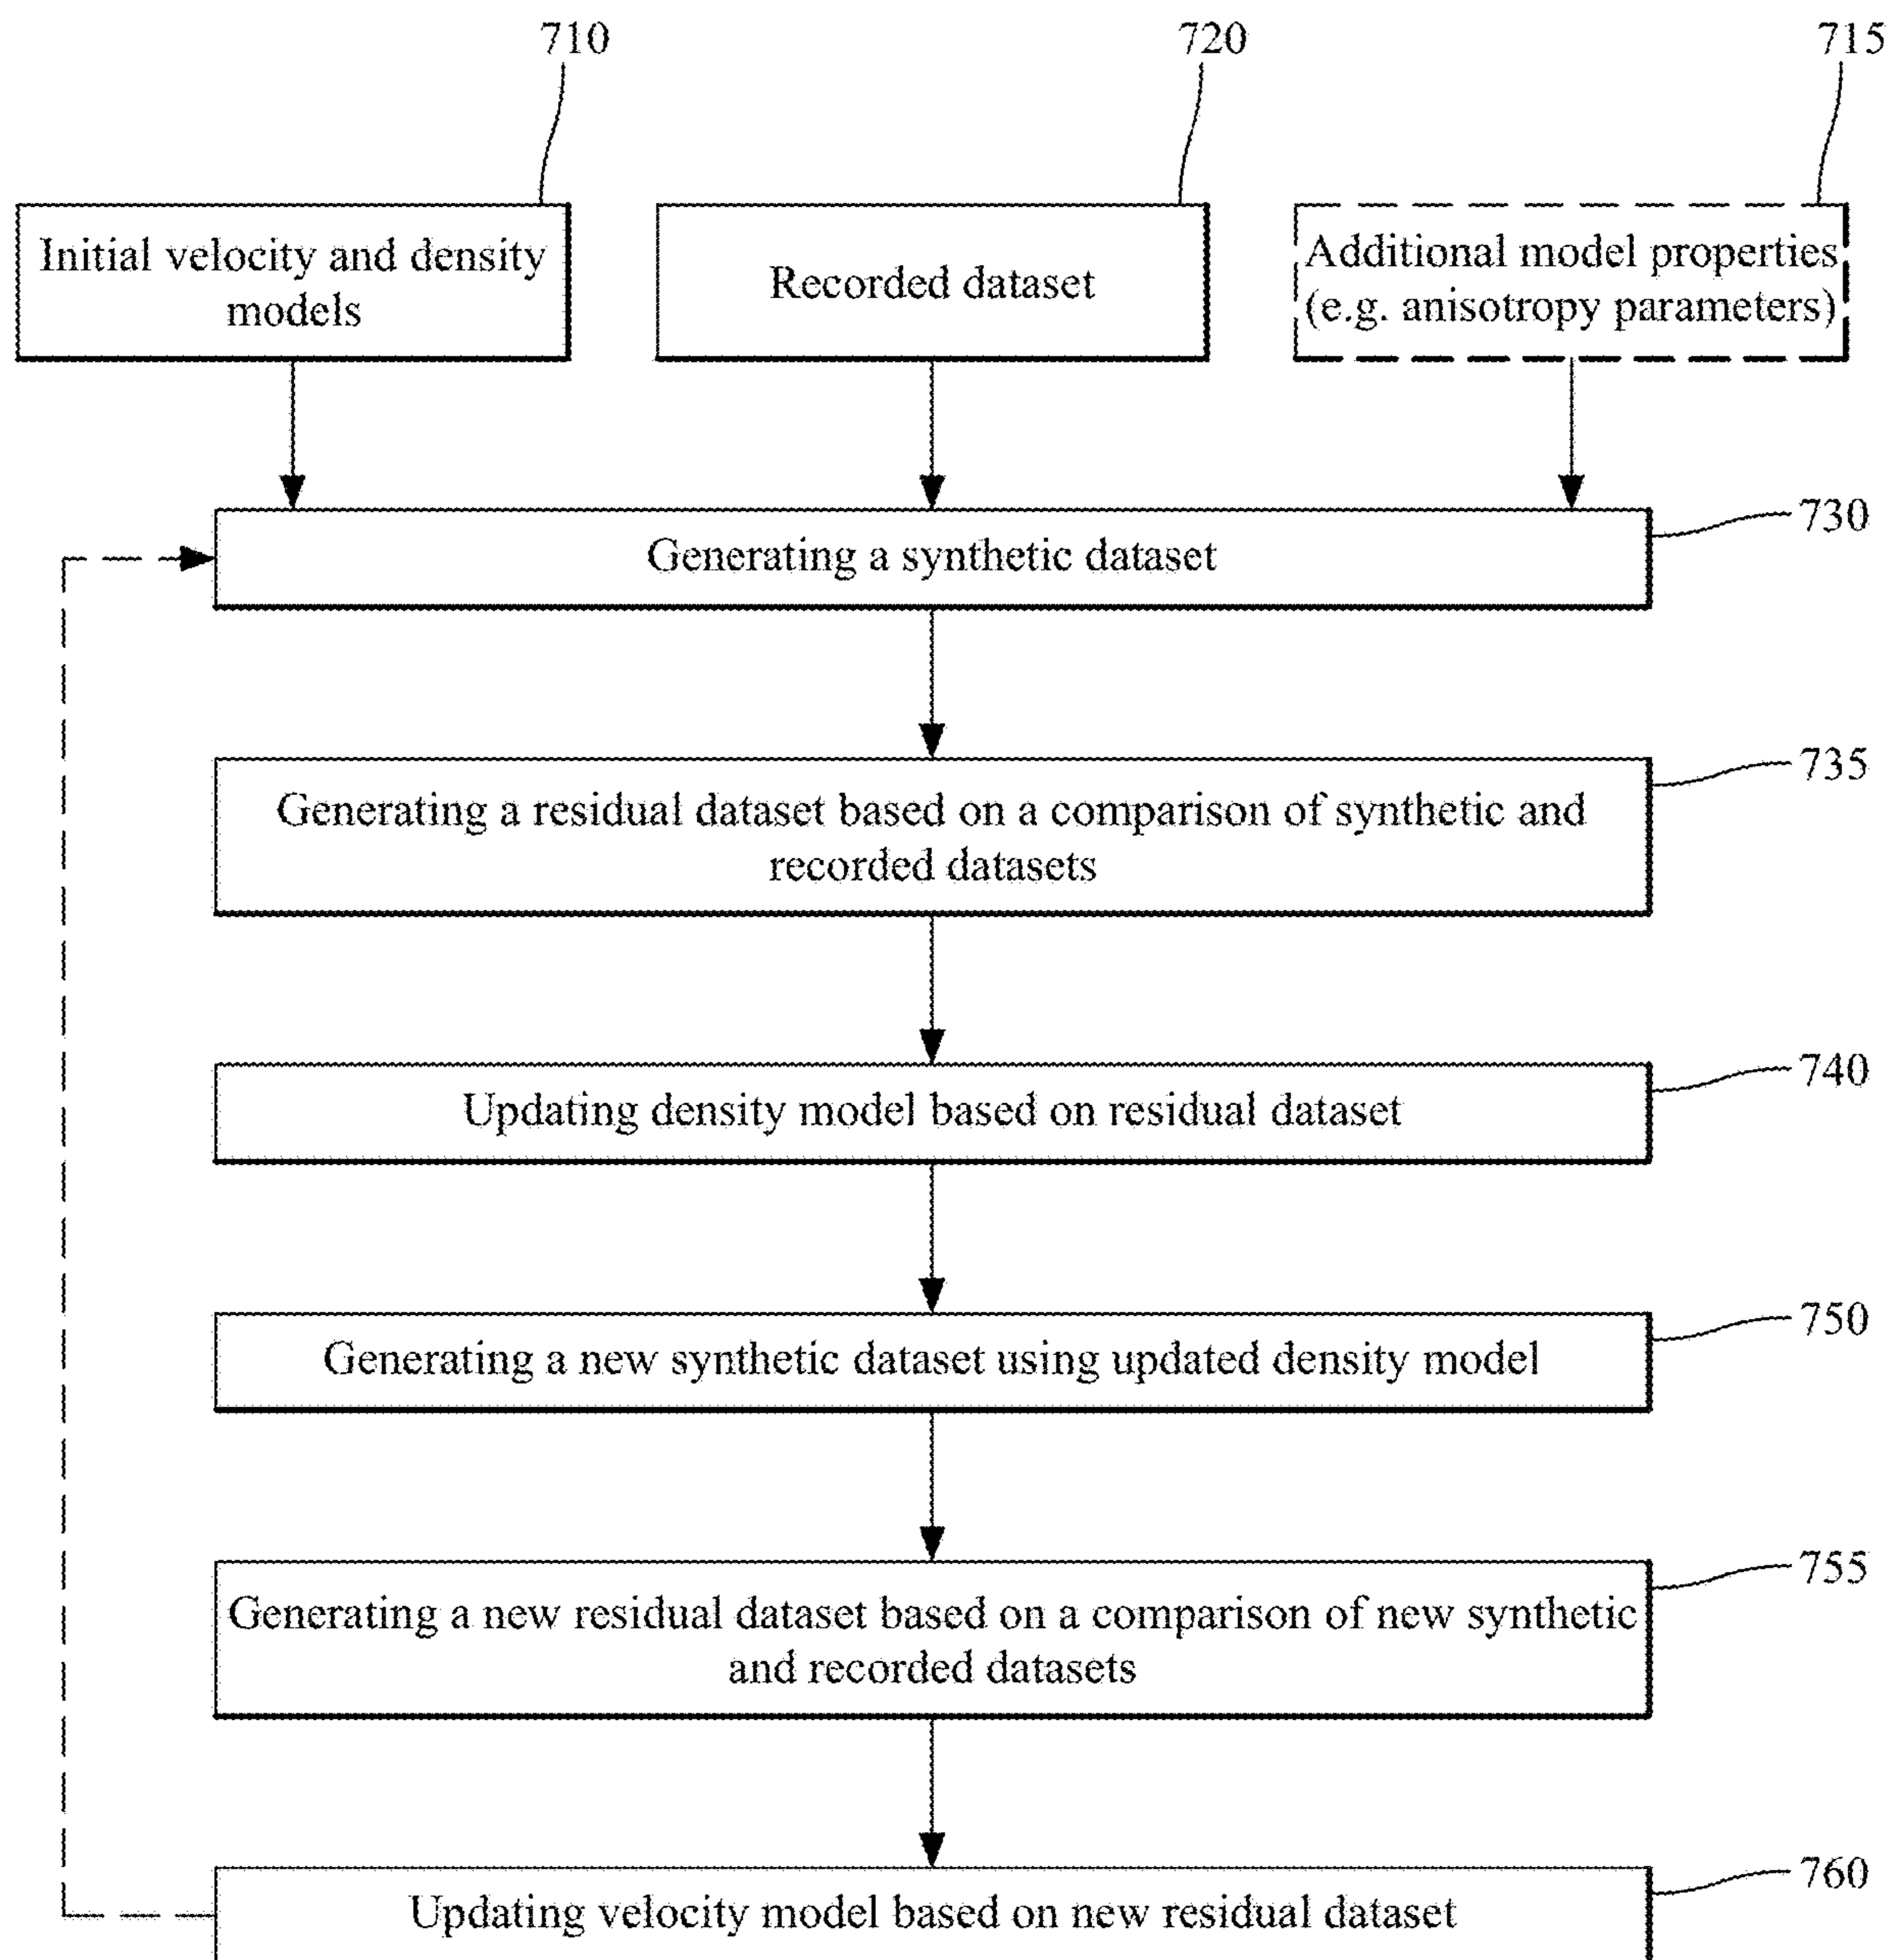 710
720
715
Initial velocity and density
models
Recorded dataset
Additional model properties
(e.g. anisotropy parameters)
730
Generating a synthetic dataset
735
Generating a residual dataset based on a comparison of synthetic and
recorded datasets
740
Updating density model based on residual dataset
750
Generating a new synthetic dataset using updated density model
755
Generating a new residual dataset based on a comparison of new synthetic
and recorded datasets
760
Updating velocity model based on new residual dataset